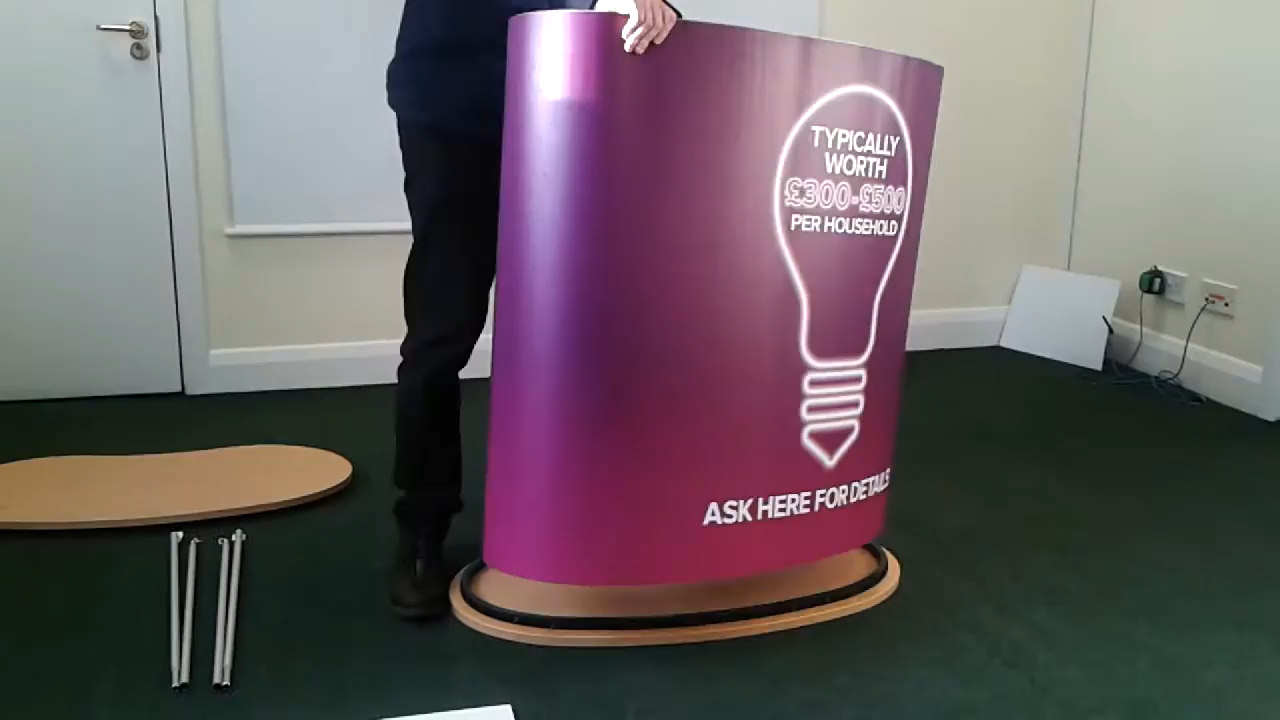 TYPICALLY
WORTH
£300-£500
PER HOUSEHOLD
ASK HERE FOR DETAILS